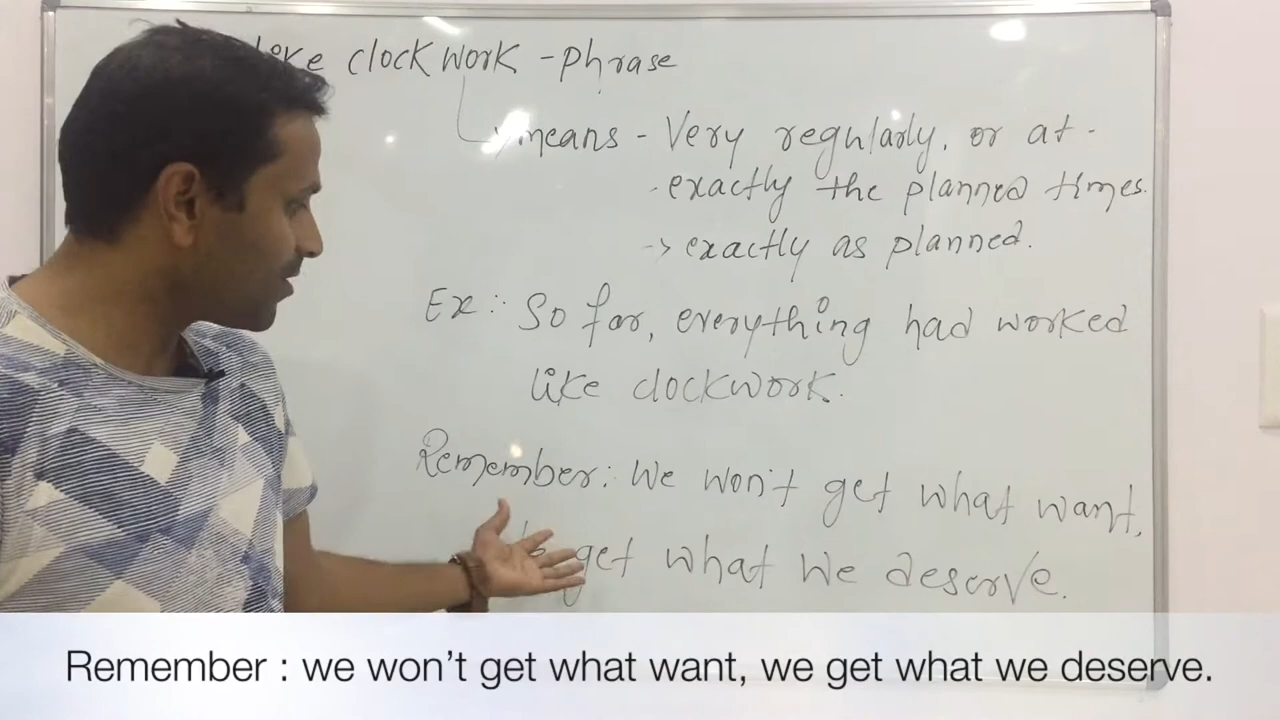 like clockwork - phrase
means - Very regularly, or at -
exactly the planned times.
-> exactly as planned.
Ex: So far, everything had worked
like clockwork.
Remember: We won't get what want,
get what We deserve.
Remember : we won't get what want, we get what we deserve.